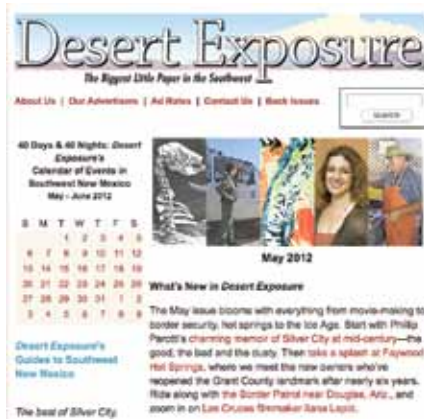 Desert Exposure
The Biggest Little Paper in the Southwest
About Us | Our Advertisers | Ad Rates | Contact Us | Back Issues
SEARCH
40 Days & 40 Nights: Desert
Exposure's
Calendar of Events in
Southwest New Mexico
May - June 2012
S M T W T F S
1 2 3 4 5
6 7 8 9 10 11 12
13 14 15 16 17 18 19
20 21 22 23 24 25 26
27 28 29 30 31 1 2
3 4 5 6 7 8 9
Desert Exposure's
Guides to Southwest
New Mexico
The best of Silver City,
May 2012
What's New in Desert Exposure
The May issue blooms with everything from movie-making to
border security, hot springs to the Ice Age. Start with Phillip
Parotti's charming memoir of Silver City at mid-century—the
good, the bad and the dusty. Then take a splash at Faywood
Hot Springs, where we meet the new owners who've
reopened the Grant County landmark after nearly six years.
Ride along with the Border Patrol near Douglas, Ariz., and
zoom in on Las Cruces filmmaker